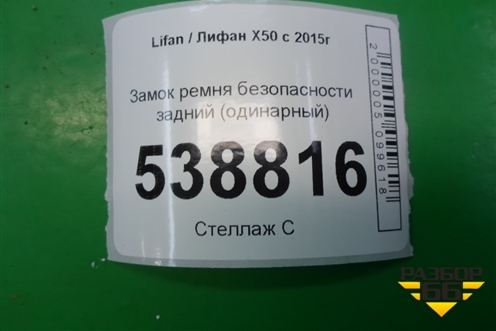 Lifan / Лифан X50 с 2015г
Замок ремня безопасности
задний (одинарный)
538816
Стеллаж С
2000005099618
РАЗБОР
66